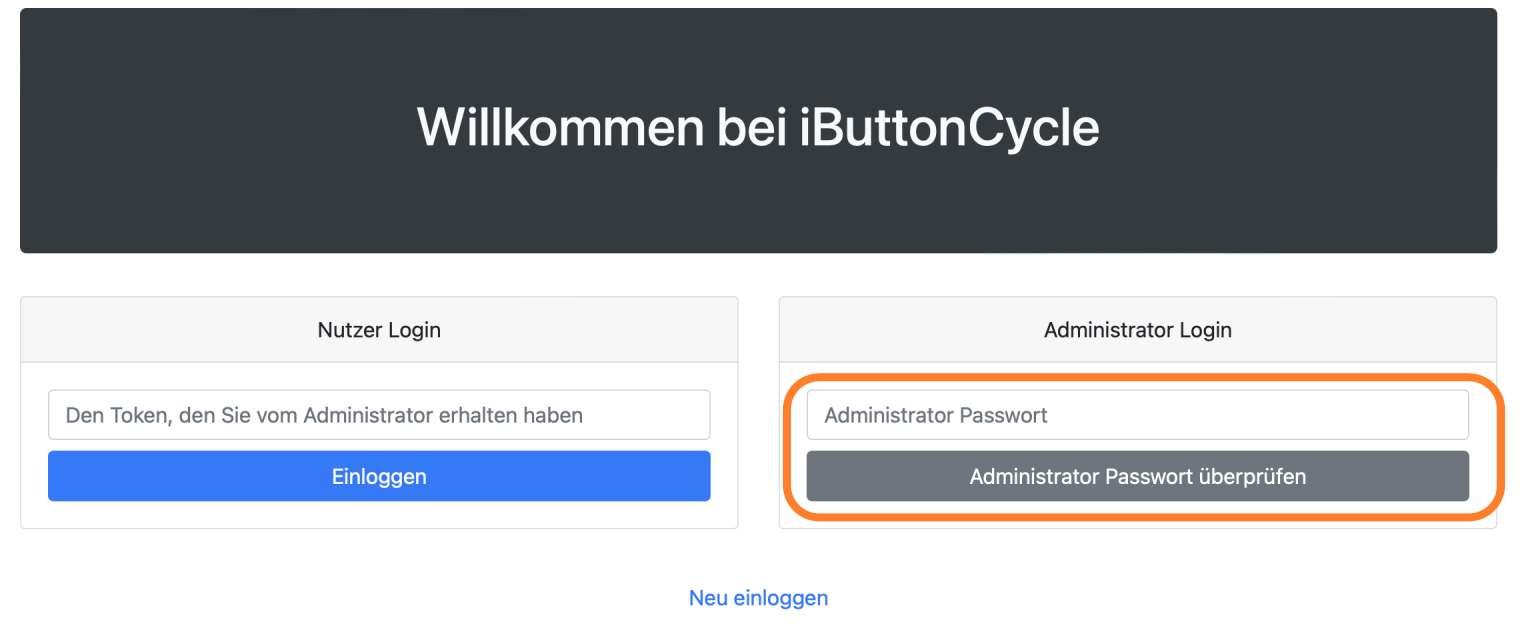 Willkommen bei iButtonCycle
Nutzer Login
Den Token, den Sie vom Administrator erhalten haben
Einloggen
Administrator Login
Administrator Passwort
Administrator Passwort überprüfen
Neu einloggen